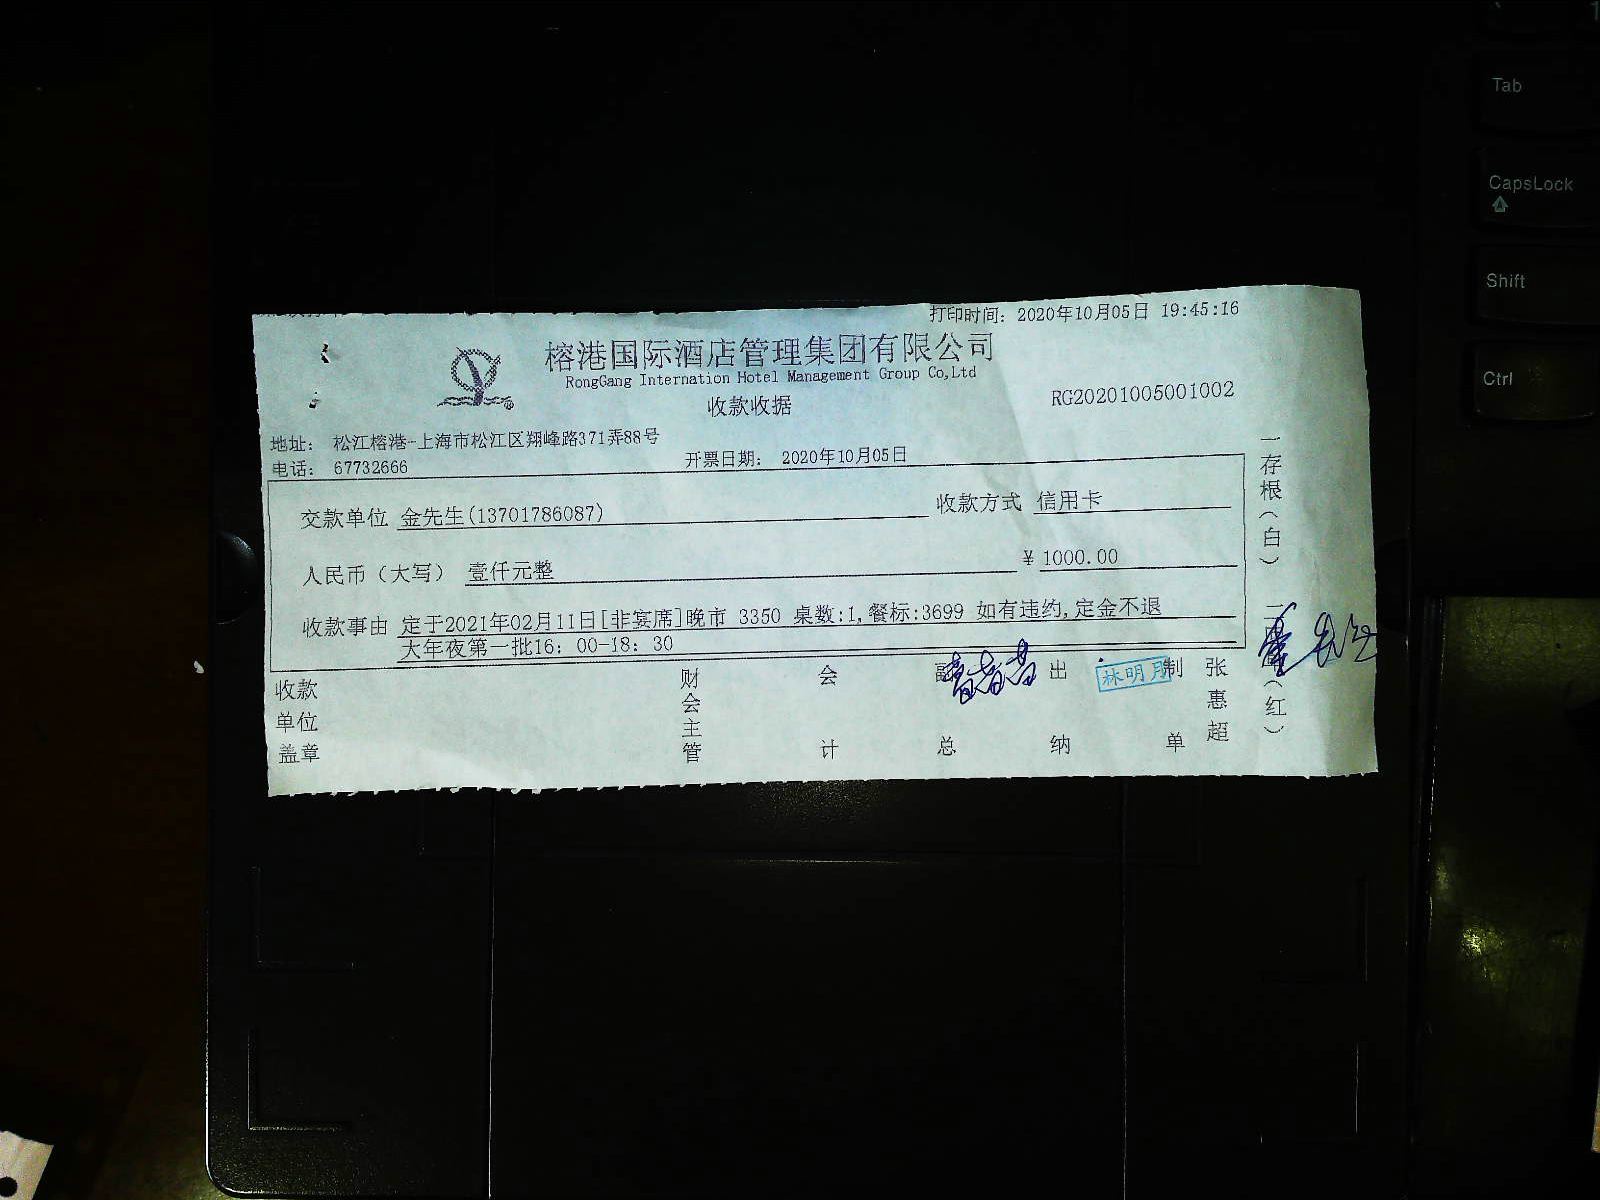 打印时间: 2020年10月05日 19:45:16
榕港国际酒店管理集团有限公司
RongGang Internation Hotel Management Group Co,Ltd
收款收据
RG20201005001002
地址: 松江榕港-上海市松江区翔峰路371弄88号
电话: 67732666
开票日期: 2020年10月05日
交款单位 金先生(13701786087) 收款方式 信用卡
人民币（大写） 壹仟元整 ¥1000.00
收款事由 定于2021年02月11日[非宴席]晚市 3350 桌数:1,餐标:3699 如有违约,定金不退
大年夜第一批16: 00-18: 30
收款单位盖章
财会主管
会计
副总
出纳
林明月
制单
张惠超
一存根（白）
二（红）
Tab
CapsLock
Shift
Ctrl